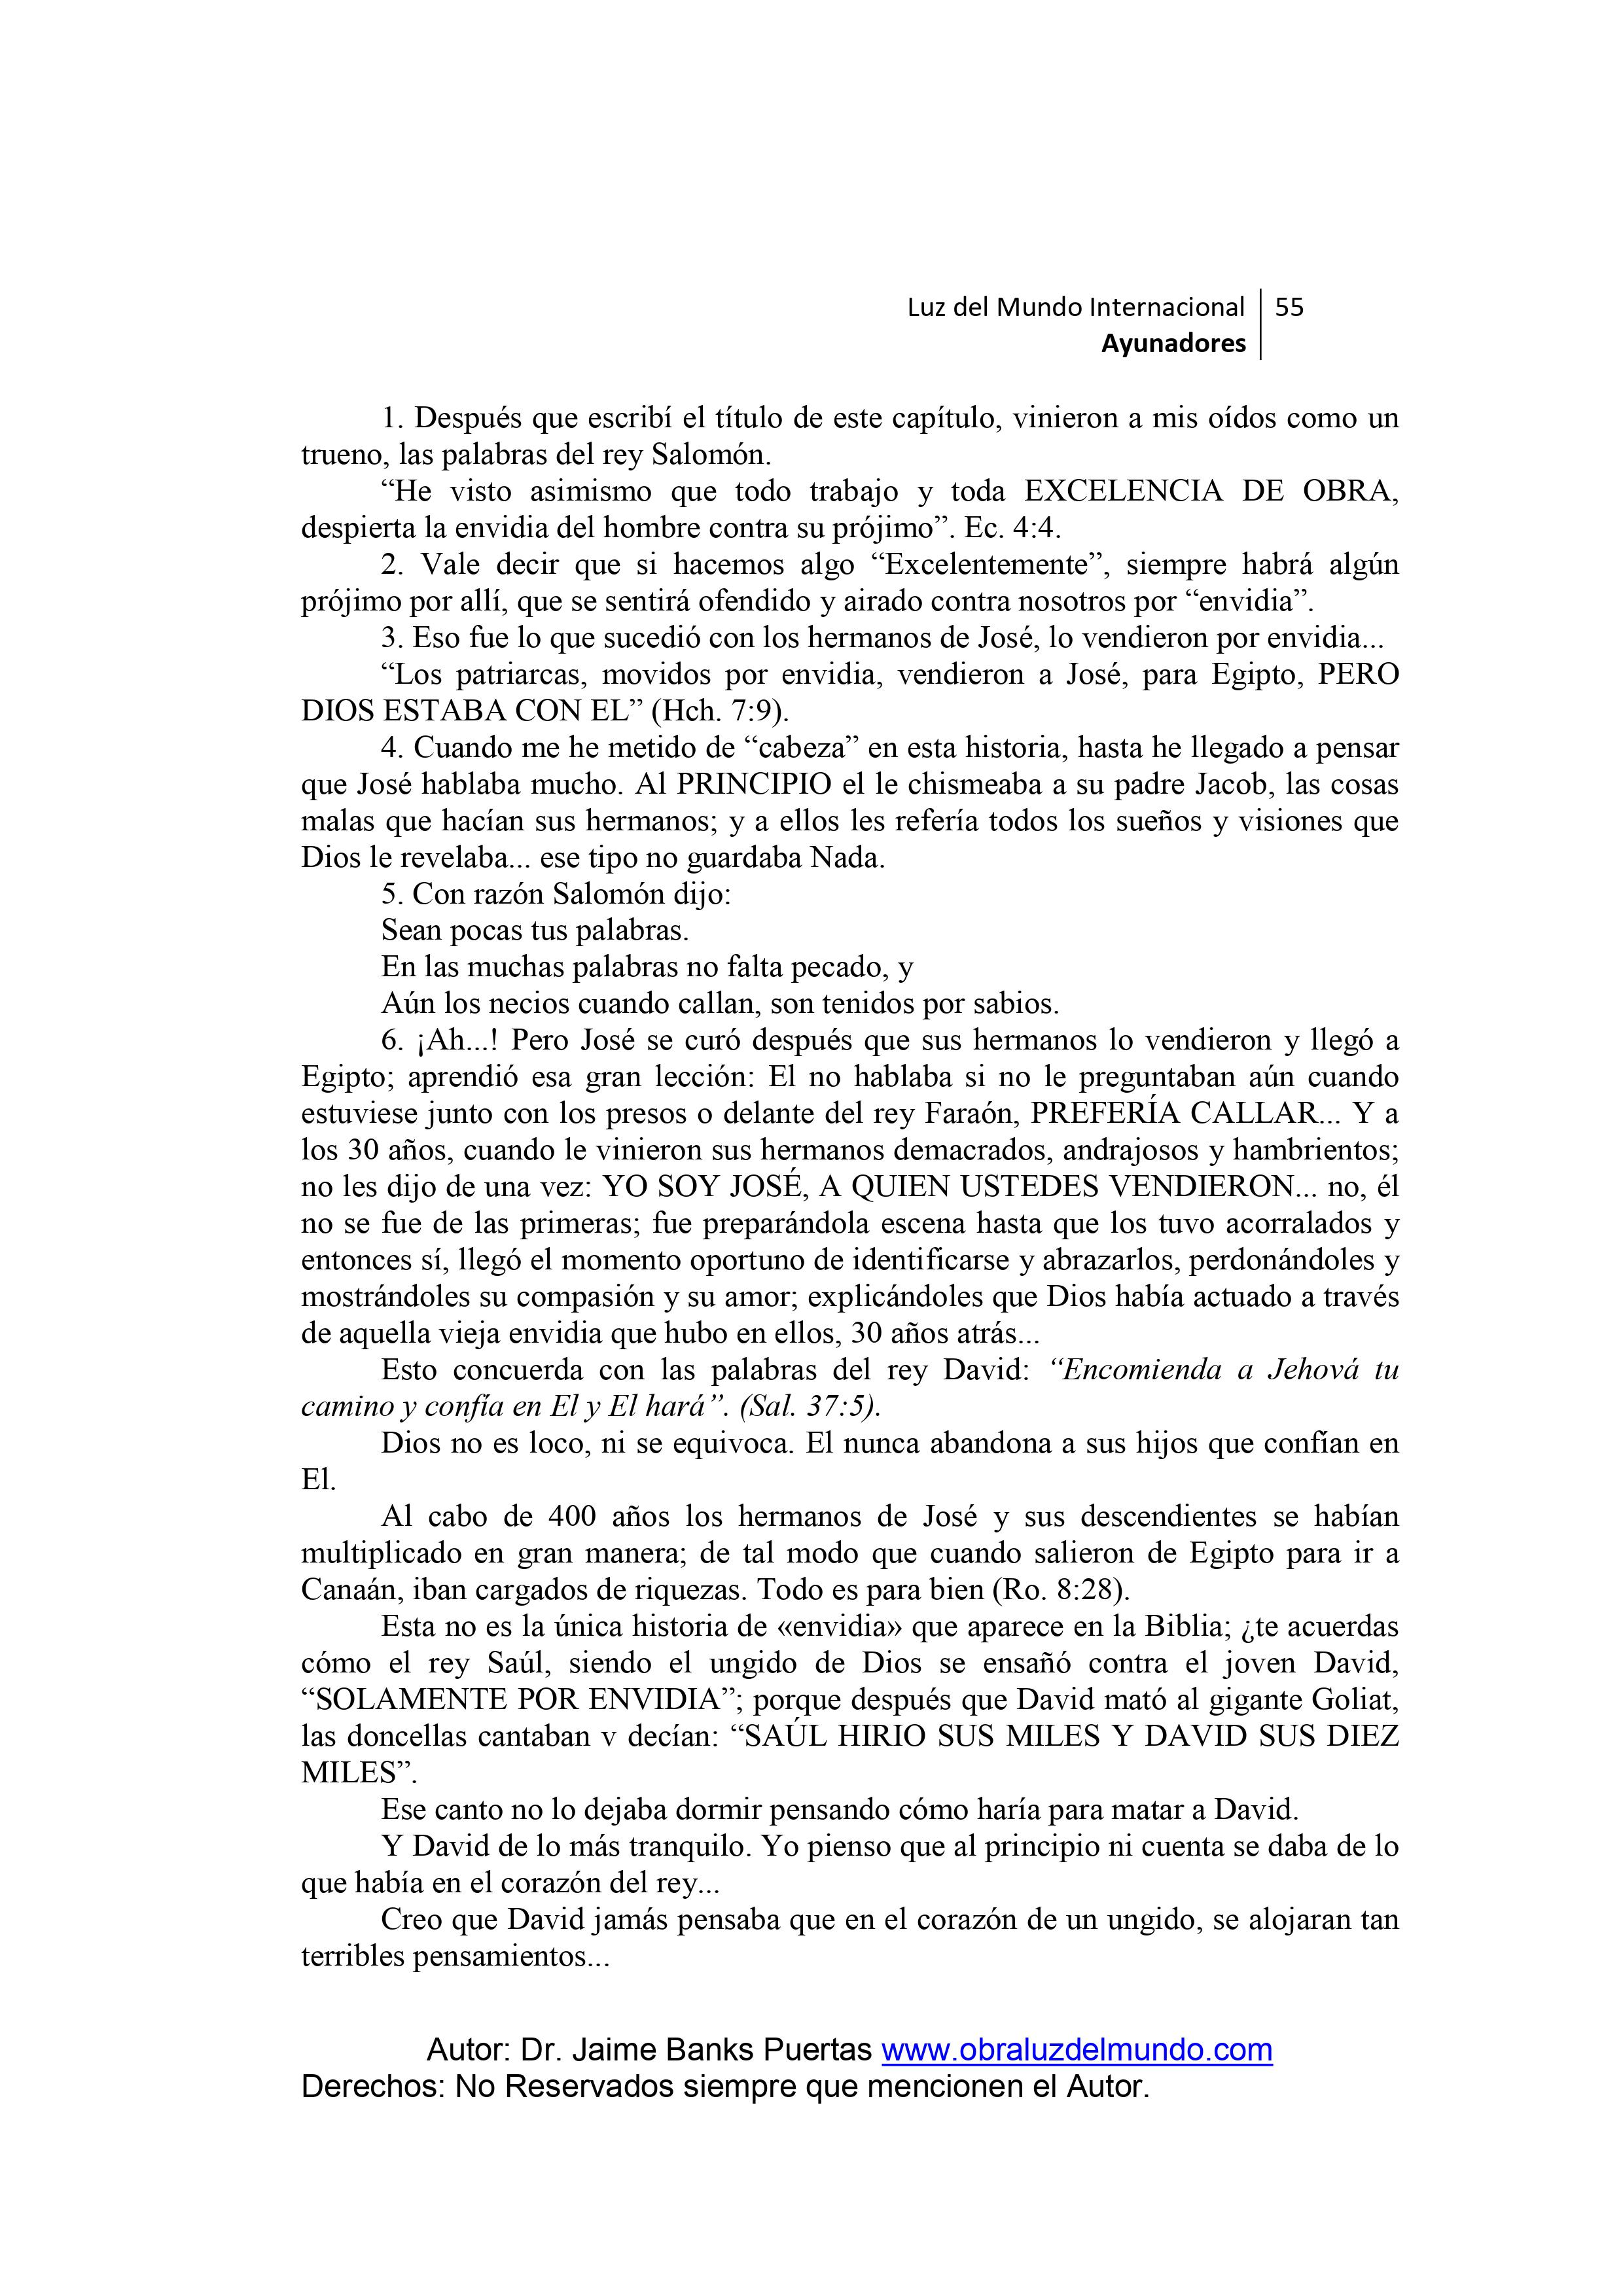 Luz del Mundo Internacional 55
Ayunadores
1. Después que escribí el título de este capítulo, vinieron a mis oídos como un
trueno, las palabras del rey Salomón.
“He visto asimismo que todo trabajo y toda EXCELENCIA DE OBRA,
despierta la envidia del hombre contra su prójimo”. Ec. 4:4.
2. Vale decir que si hacemos algo “Excelentemente”, siempre habrá algún
prójimo por allí, que se sentirá ofendido y airado contra nosotros por “envidia”.
3. Eso fue lo que sucedió con los hermanos de José, lo vendieron por envidia...
“Los patriarcas, movidos por envidia, vendieron a José, para Egipto, PERO
DIOS ESTABA CON EL” (Hch. 7:9).
4. Cuando me he metido de “cabeza” en esta historia, hasta he llegado a pensar
que José hablaba mucho. Al PRINCIPIO el le chismeaba a su padre Jacob, las cosas
malas que hacían sus hermanos; y a ellos les refería todos los sueños y visiones que
Dios le revelaba... ese tipo no guardaba Nada.
5. Con razón Salomón dijo:
Sean pocas tus palabras.
En las muchas palabras no falta pecado, y
Aún los necios cuando callan, son tenidos por sabios.
6. ¡Ah...! Pero José se curó después que sus hermanos lo vendieron y llegó a
Egipto; aprendió esa gran lección: El no hablaba si no le preguntaban aún cuando
estuviese junto con los presos o delante del rey Faraón, PREFERÍA CALLAR... Y a
los 30 años, cuando le vinieron sus hermanos demacrados, andrajosos y hambrientos;
no les dijo de una vez: YO SOY JOSÉ, A QUIEN USTEDES VENDIERON... no, él
no se fue de las primeras; fue preparándola escena hasta que los tuvo acorralados y
entonces sí, llegó el momento oportuno de identificarse y abrazarlos, perdonándoles y
mostrándoles su compasión y su amor; explicándoles que Dios había actuado a través
de aquella vieja envidia que hubo en ellos, 30 años atrás...
Esto concuerda con las palabras del rey David: “Encomienda a Jehová tu
camino y confía en El y El hará”. (Sal. 37:5).
Dios no es loco, ni se equivoca. El nunca abandona a sus hijos que confían en
El.
Al cabo de 400 años los hermanos de José y sus descendientes se habían
multiplicado en gran manera; de tal modo que cuando salieron de Egipto para ir a
Canaán, iban cargados de riquezas. Todo es para bien (Ro. 8:28).
Esta no es la única historia de «envidia» que aparece en la Biblia; ¿te acuerdas
cómo el rey Saúl, siendo el ungido de Dios se ensañó contra el joven David,
“SOLAMENTE POR ENVIDIA”; porque después que David mató al gigante Goliat,
las doncellas cantaban v decían: “SAÚL HIRIO SUS MILES Y DAVID SUS DIEZ
MILES”.
Ese canto no lo dejaba dormir pensando cómo haría para matar a David.
Y David de lo más tranquilo. Yo pienso que al principio ni cuenta se daba de lo
que había en el corazón del rey...
Creo que David jamás pensaba que en el corazón de un ungido, se alojaran tan
terribles pensamientos...
Autor: Dr. Jaime Banks Puertas www.obraluzdelmundo.com
Derechos: No Reservados siempre que mencionen el Autor.